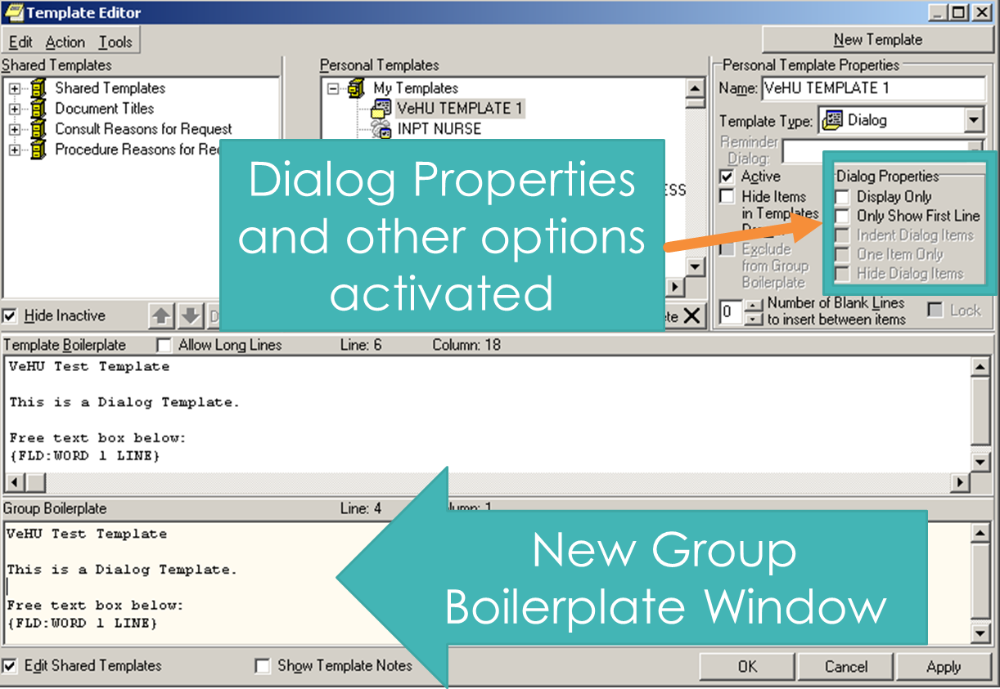 Template Editor
Edit Action Tools
New Template
Shared Templates
Shared Templates
Document Titles
Consult Reasons for Request
Procedure Reasons for
Personal Templates
My Templates
VeHU TEMPLATE 1
INPT NURSE
Personal Template Properties
Name: VeHU TEMPLATE 1
Template Type: Dialog
Reminder
Dialog:
Active
Hide Items
in Templates
Exclude
from Group
Boilerplate
Dialog Properties
Display Only
Only Show First Line
Indent Dialog Items
One Item Only
Hide Dialog Items
0 Number of Blank Lines
to insert between items
Lock
Dialog Properties
and other options
activated
Hide Inactive
Template Boilerplate Allow Long Lines Line: 6 Column: 18
VeHU Test Template
This is a Dialog Template.
Free text box below:
{FLD:WORD 1 LINE}
Group Boilerplate Line: 4
VeHU Test Template
This is a Dialog Template.
Free text box below:
{FLD:WORD 1 LINE}
New Group
Boilerplate Window
Edit Shared Templates Show Template Notes OK Cancel Apply